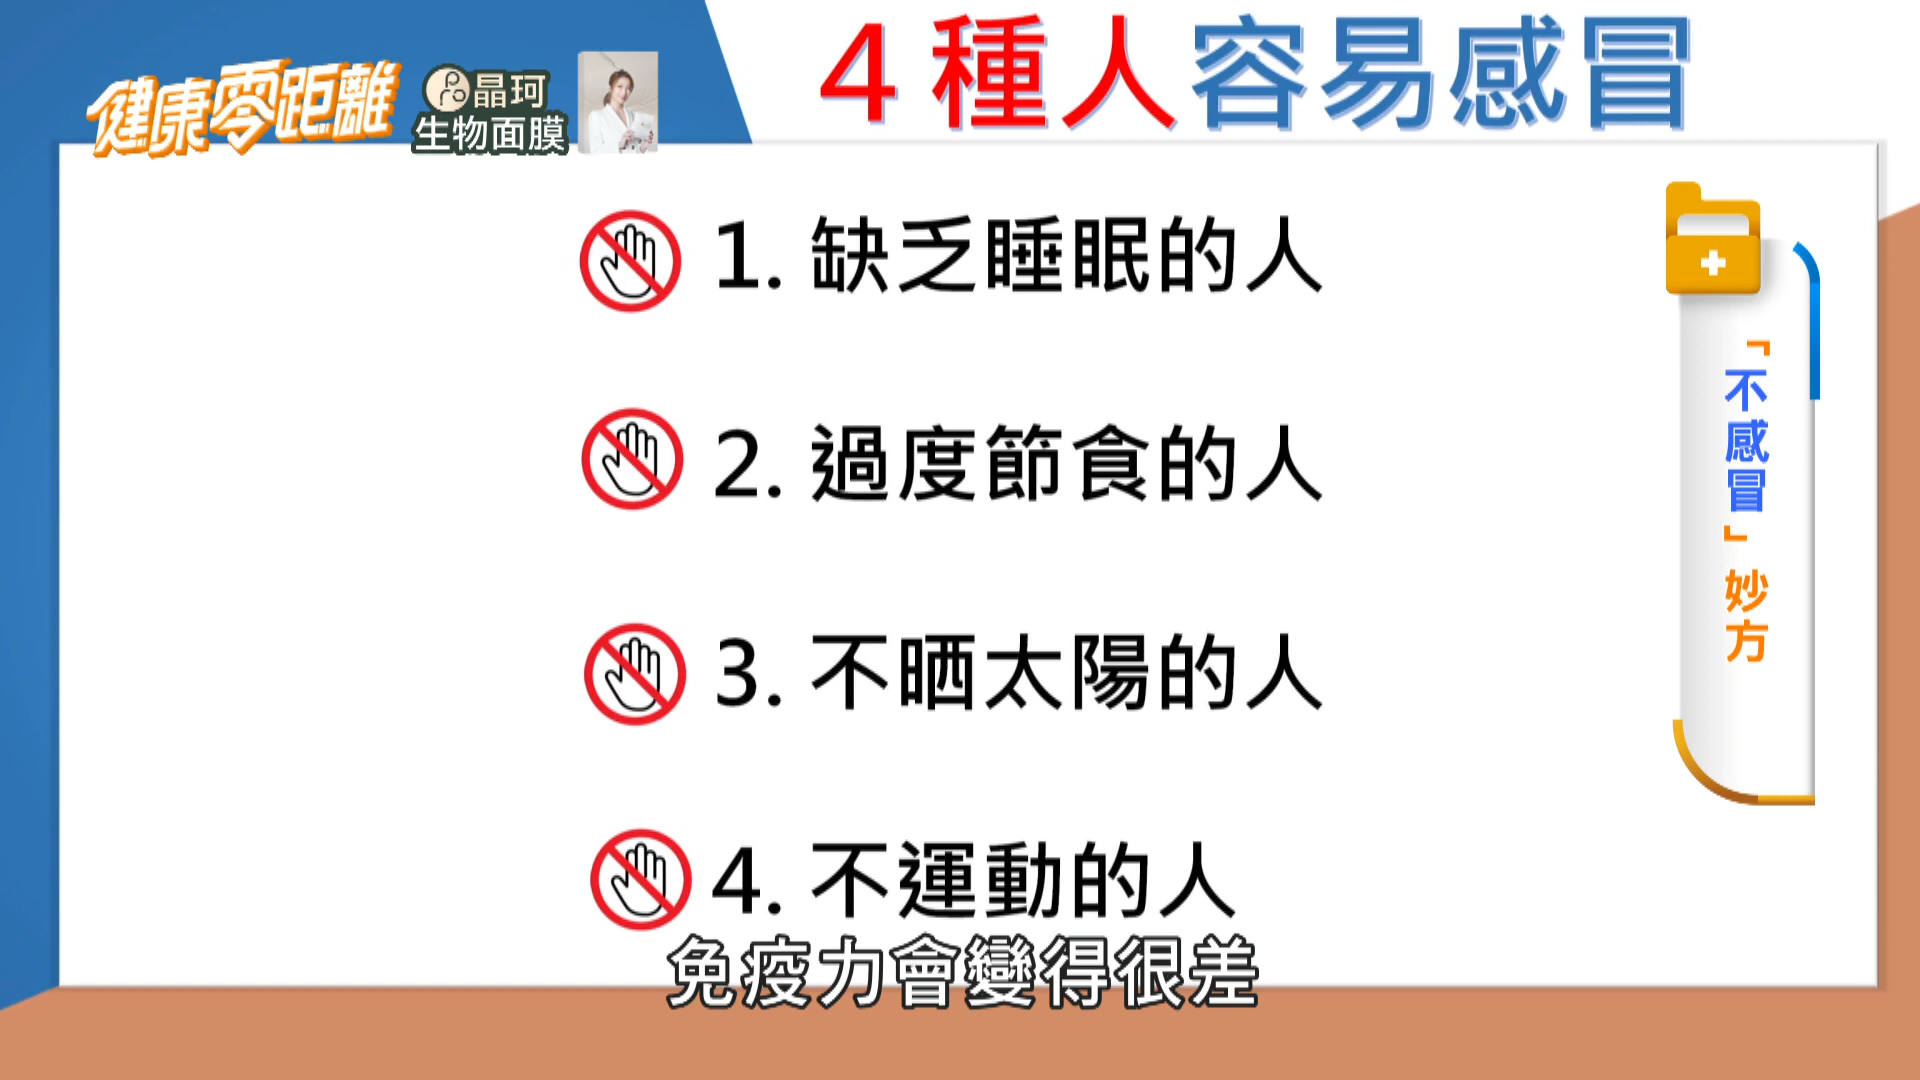 健康零距離
晶珂
生物面膜
4種人容易感冒
1. 缺乏睡眠的人
2. 過度節食的人
3. 不晒太陽的人
4. 不運動的人
「不感冒」妙方
免疫力會變得很差